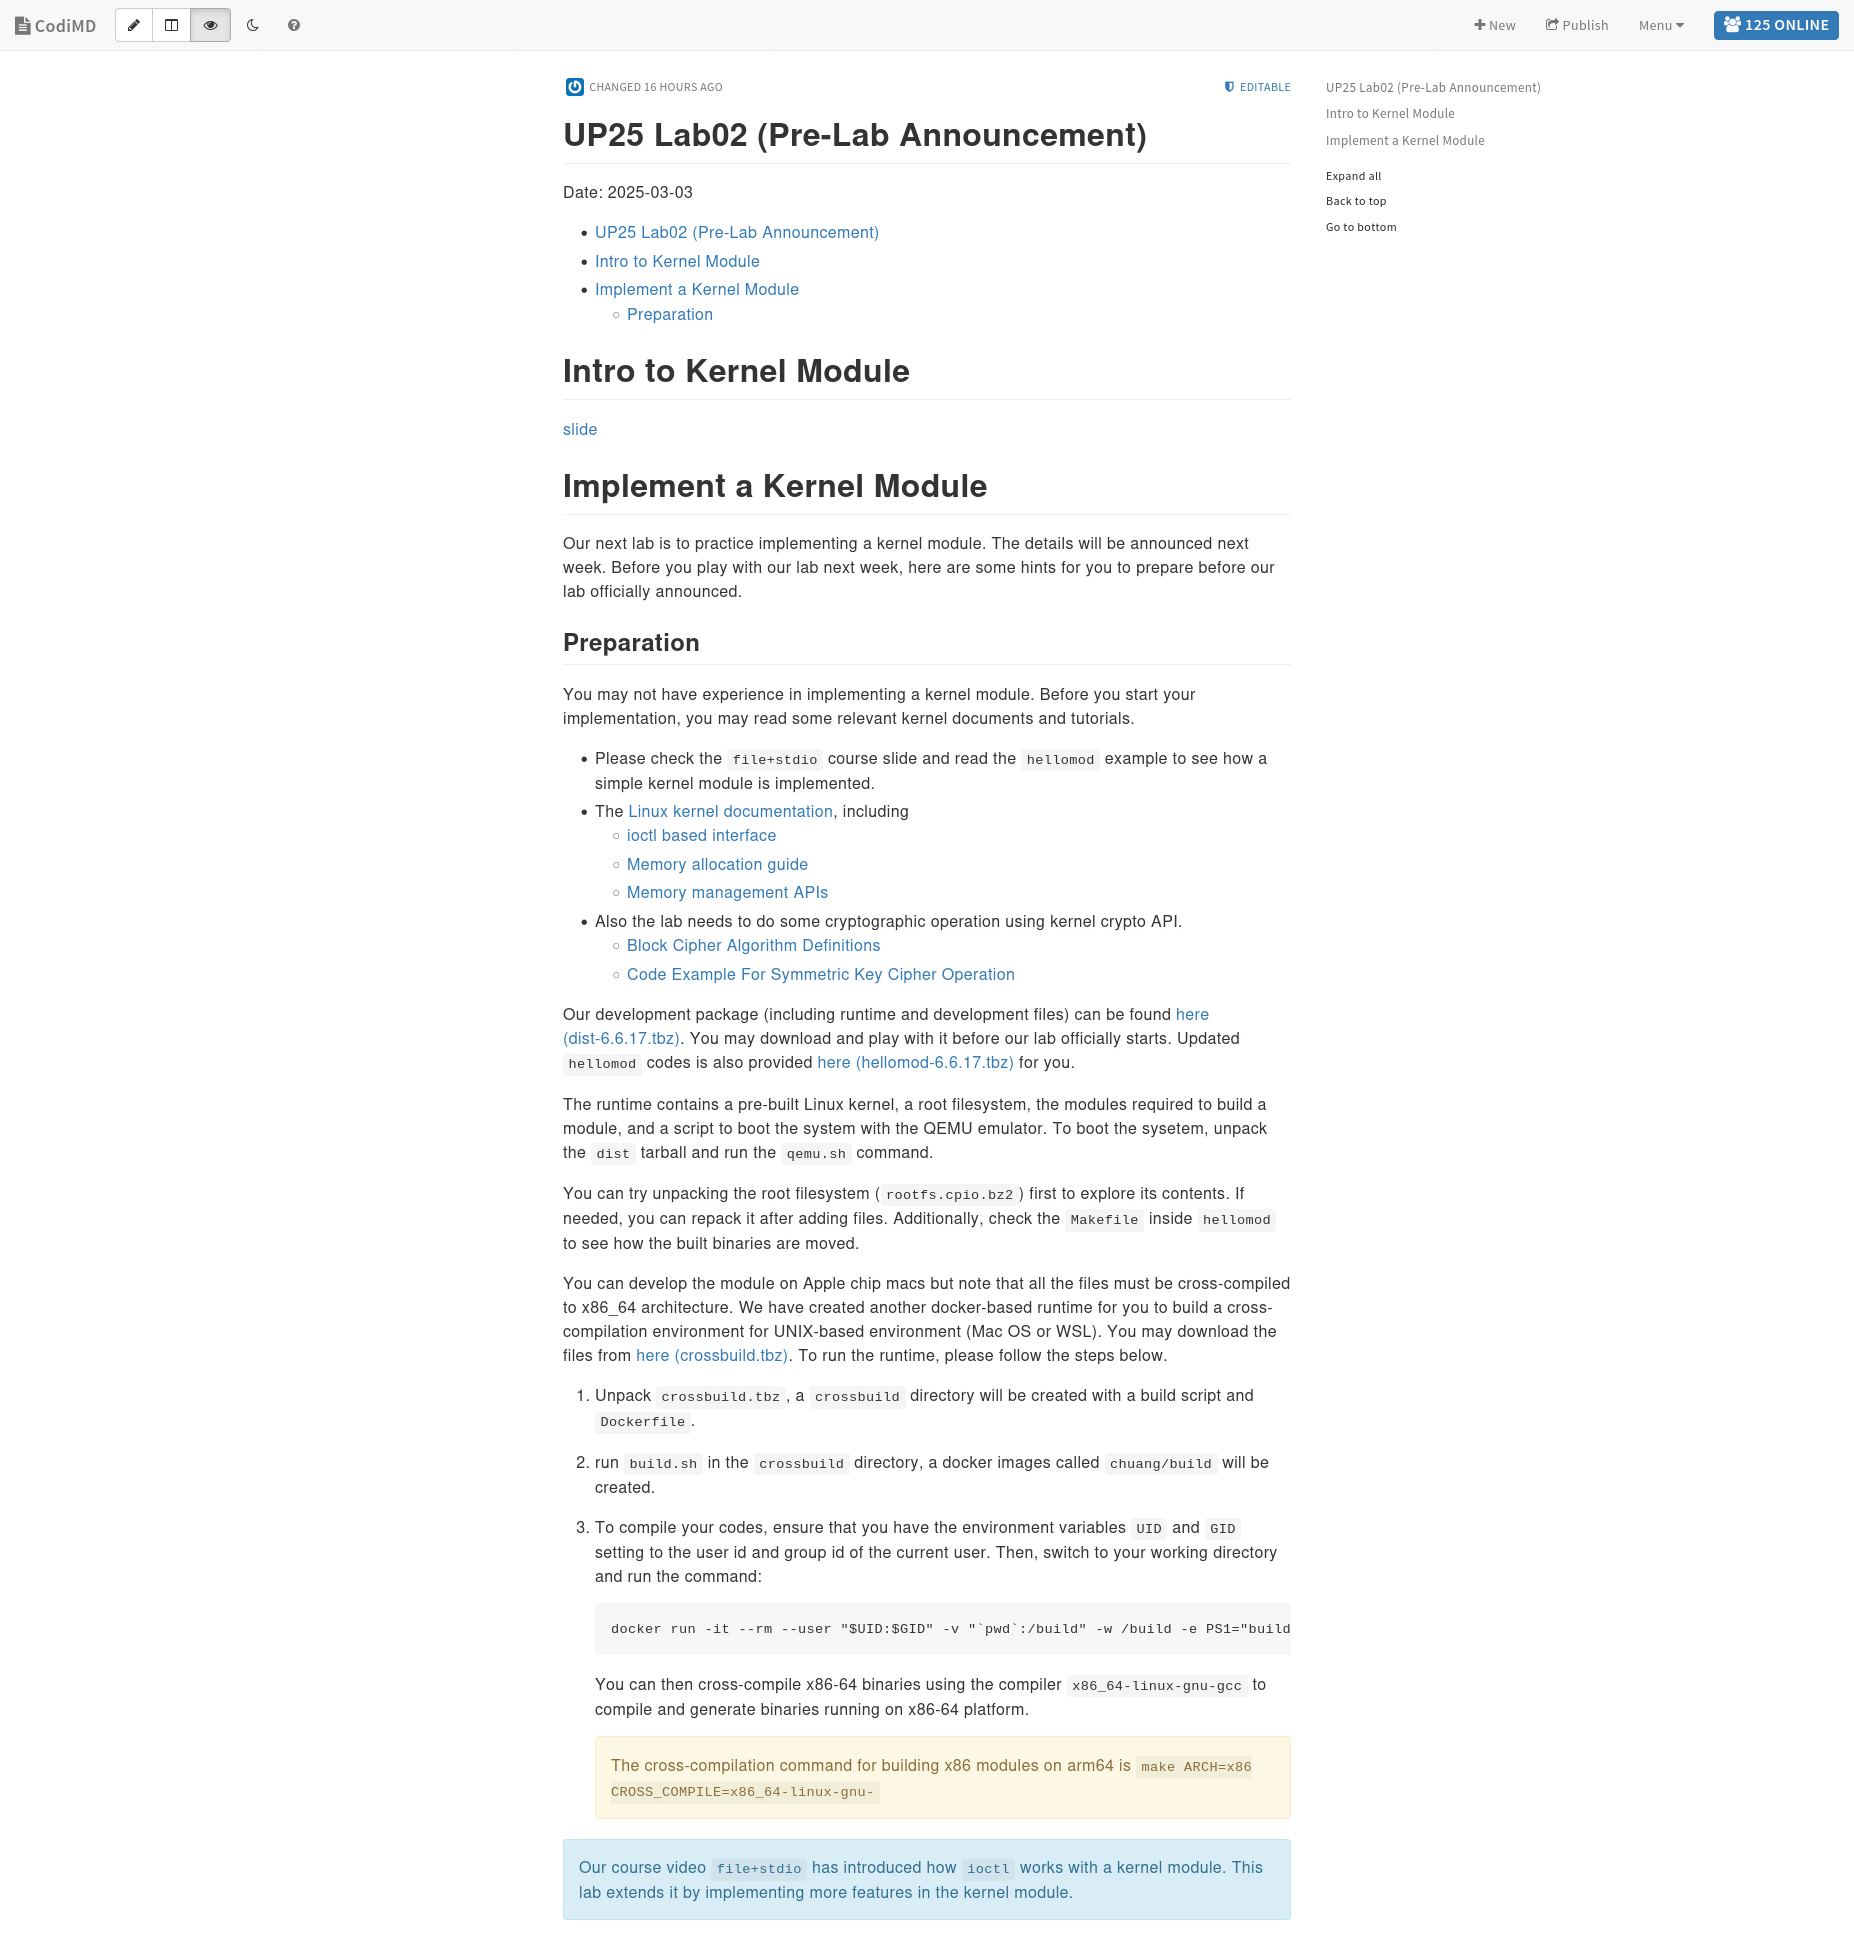 CodiMD
New Publish Menu 125 ONLINE
CHANGED 16 HOURS AGO EDITABLE
UP25 Lab02 (Pre-Lab Announcement)
Intro to Kernel Module
Implement a Kernel Module
Expand all
Back to top
Go to bottom
UP25 Lab02 (Pre-Lab Announcement)
Date: 2025-03-03
• UP25 Lab02 (Pre-Lab Announcement)
• Intro to Kernel Module
• Implement a Kernel Module
◦ Preparation
Intro to Kernel Module
slide
Implement a Kernel Module
Our next lab is to practice implementing a kernel module. The details will be announced next
week. Before you play with our lab next week, here are some hints for you to prepare before our
lab officially announced.
Preparation
You may not have experience in implementing a kernel module. Before you start your
implementation, you may read some relevant kernel documents and tutorials.
• Please check the file+stdio course slide and read the hellomod example to see how a
simple kernel module is implemented.
• The Linux kernel documentation, including
◦ ioctl based interface
◦ Memory allocation guide
◦ Memory management APIs
• Also the lab needs to do some cryptographic operation using kernel crypto API.
◦ Block Cipher Algorithm Definitions
◦ Code Example For Symmetric Key Cipher Operation
Our development package (including runtime and development files) can be found here
(dist-6.6.17.tbz). You may download and play with it before our lab officially starts. Updated
hellomod codes is also provided here (hellomod-6.6.17.tbz) for you.
The runtime contains a pre-built Linux kernel, a root filesystem, the modules required to build a
module, and a script to boot the system with the QEMU emulator. To boot the sysetem, unpack
the dist tarball and run the qemu.sh command.
You can try unpacking the root filesystem ( rootfs.cpio.bz2 ) first to explore its contents. If
needed, you can repack it after adding files. Additionally, check the Makefile inside hellomod
to see how the built binaries are moved.
You can develop the module on Apple chip macs but note that all the files must be cross-compiled
to x86_64 architecture. We have created another docker-based runtime for you to build a cross-
compilation environment for UNIX-based environment (Mac OS or WSL). You may download the
files from here (crossbuild.tbz). To run the runtime, please follow the steps below.
1. Unpack crossbuild.tbz , a crossbuild directory will be created with a build script and
Dockerfile .
2. run build.sh in the crossbuild directory, a docker images called chuang/build will be
created.
3. To compile your codes, ensure that you have the environment variables UID and GID
setting to the user id and group id of the current user. Then, switch to your working directory
and run the command:
docker run -it --rm --user "$UID:$GID" -v "`pwd`:/build" -w /build -e PS1="build
You can then cross-compile x86-64 binaries using the compiler x86_64-linux-gnu-gcc to
compile and generate binaries running on x86-64 platform.
The cross-compilation command for building x86 modules on arm64 is make ARCH=x86
CROSS_COMPILE=x86_64-linux-gnu-
Our course video file+stdio has introduced how ioctl works with a kernel module. This
lab extends it by implementing more features in the kernel module.